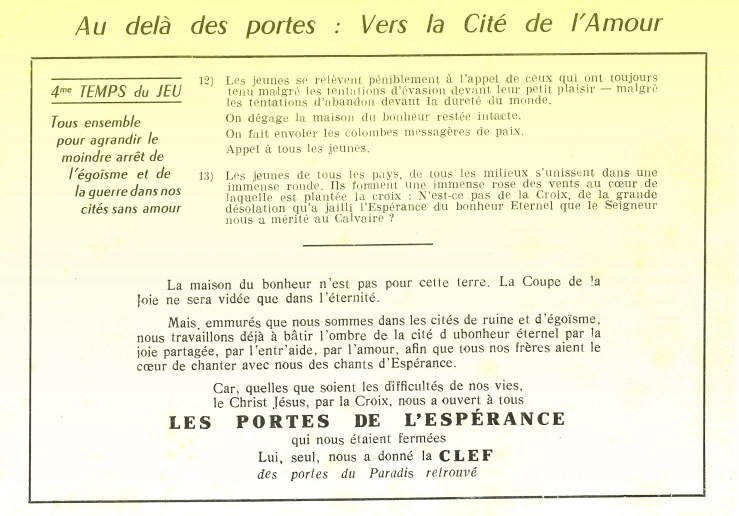 Au delà des portes : Vers la Cité de l'Amour
4me TEMPS du JEU
Tous ensemble
pour agrandir le
moindre arrêt de
l'égoïsme et de
la guerre dans nos
cités sans amour
12) Les jeunes se relèvent péniblement à l'appel de ceux qui ont toujours
tenu malgré les tentations d'évasion devant leur petit plaisir — malgré
les tentations d'abandon devant la dureté du monde.
On dégage la maison du bonheur restée intacte.
On fait envoler les colombes messagères de paix.
Appel à tous les jeunes.
13) Les jeunes de tous les pays, de tous les milieux s'unissent dans une
immense ronde. Ils forment une immense rose des vents au cœur de
laquelle est plantée la croix : N'est-ce pas de la Croix, de la grande
désolation qu'a jailli l'Espérance du bonheur Eternel que le Seigneur
nous a mérité au Calvaire ?
La maison du bonheur n'est pas pour cette terre. La Coupe de la
Joie ne sera vidée que dans l'éternité.
Mais, emmurés que nous sommes dans les cités de ruine et d'égoïsme,
nous travaillons déjà à bâtir l'ombre de la cité d ubonheur éternel par la
joie partagée, par l'entr'aide, par l'amour, afin que tous nos frères aient le
cœur de chanter avec nous des chants d'Espérance.
Car, quelques que soient les difficultés de nos vies,
le Christ Jésus, par la Croix, nous a ouvert à tous
LES PORTES DE L'ESPÉRANCE
qui nous étaient fermées
Lui, seul, nous a donné la CLEF
des portes du Paradis retrouvé